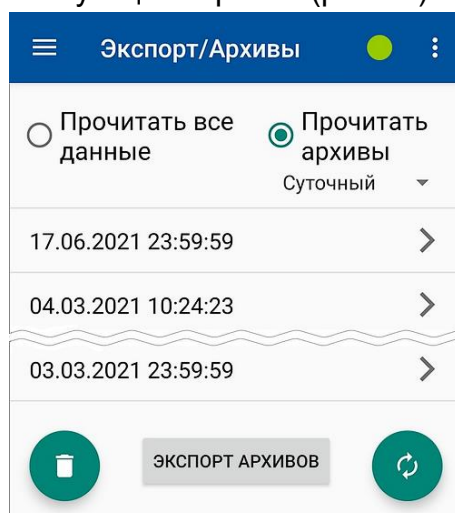 Экспорт/Архивы
Прочитать все
данные
Прочитать
архивы
Суточный
17.06.2021 23:59:59
04.03.2021 10:24:23
03.03.2021 23:59:59
ЭКСПОРТ АРХИВОВ